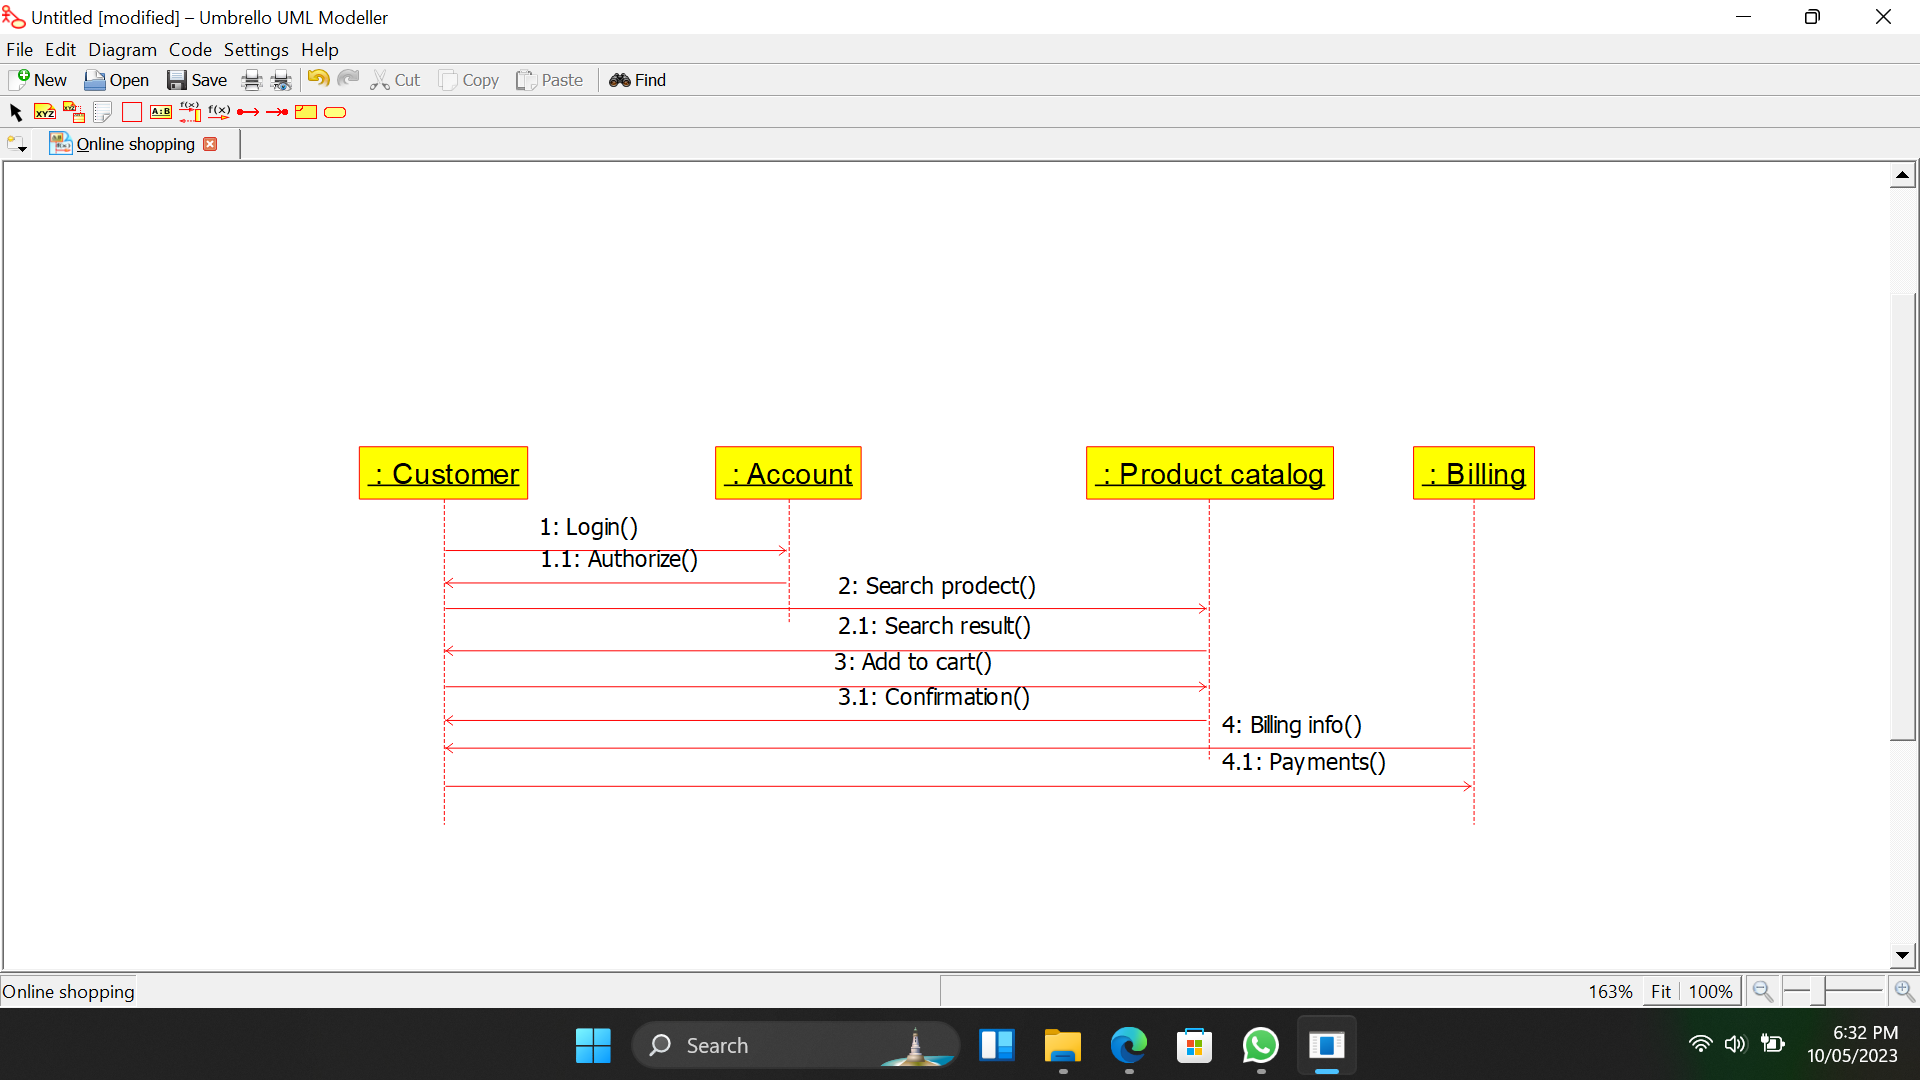 Untitled [modified] – Umbrello UML Modeller
File Edit Diagram Code Settings Help
New Open Save Cut Copy Paste Find
XYZ XYZ A:B f(x) f(x)
Online shopping
: Customer : Account : Product catalog : Billing
1: Login()
1.1: Authorize()
2: Search prodect()
2.1: Search result()
3: Add to cart()
3.1: Confirmation()
4: Billing info()
4.1: Payments()
Online shopping 163% Fit 100%
Search
6:32 PM
10/05/2023